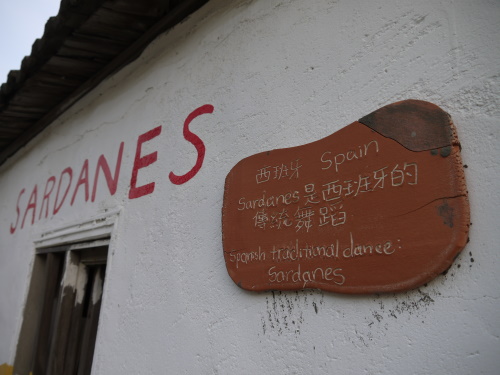 SARDANES
西班牙 Spain
Sardanes是西班牙的
傳統舞蹈
Spanish traditional dance:
Sardanes